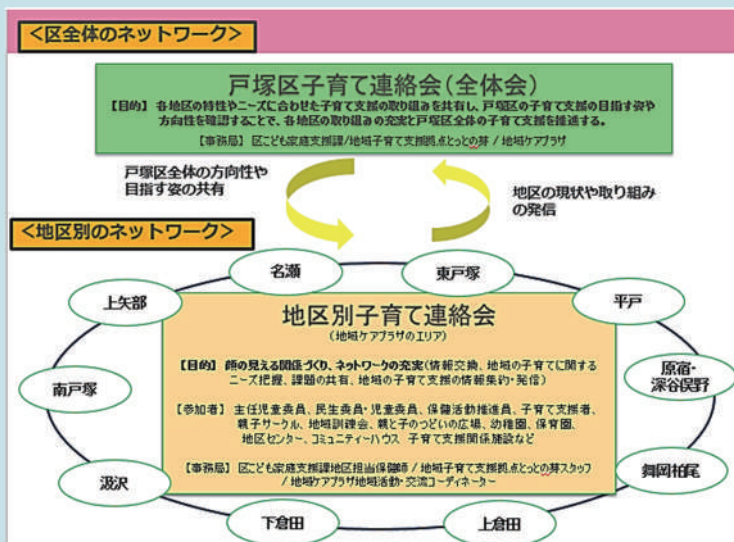 <区全体のネットワーク>
戸塚区子育て連絡会(全体会)
【目的】 各地区の特性やニーズに合わせた子育て支援の取り組みを共有し、戸塚区の子育て支援の目指す姿や
方向性を確認することで、各地区の取り組みの充実と戸塚区全体の子育て支援を推進する。
【事務局】 区こども家庭支援課/地域子育て支援拠点とっとの芽 / 地域ケアプラザ
戸塚区全体の方向性や
目指す姿の共有
地区の現状や取り組み
の発信
<地区別のネットワーク>
名瀬
東戸塚
上矢部
平戸
地区別子育て連絡会
(地域ケアプラザのエリア)
【目的】 顔の見える関係づくり、ネットワークの充実(情報交換、地域の子育てに関する
ニーズ把握、課題の共有、地域の子育て支援の情報集約・発信)
原宿・
深谷俣野
南戸塚
【参加者】 主任児童委員、民生委員・児童委員、保健活動推進員、子育て支援者、
親子サークル、地域訓練会、親と子のつどいの広場、幼稚園、保育園、
地区センター、コミュニティーハウス 子育て支援関係施設など
舞岡柏尾
汲沢
【事務局】 区こども家庭支援課地区担当保健師 / 地域子育て支援拠点とっとの芽スタッフ
/ 地域ケアプラザ地域活動・交流コーディネーター
下倉田
上倉田